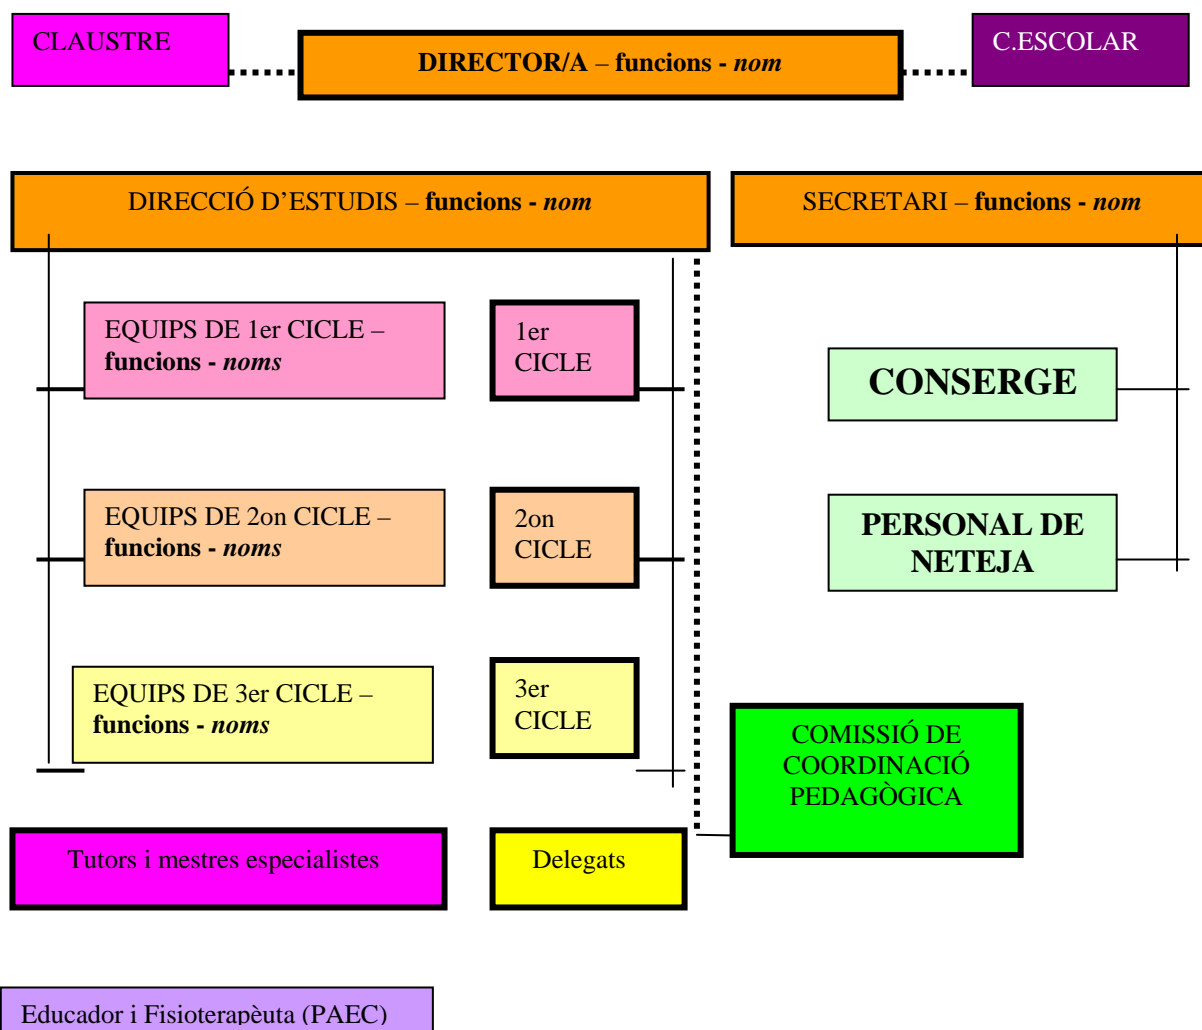 CLAUSTRE
DIRECTOR/A – funcions - nom
C.ESCOLAR
DIRECCIÓ D’ESTUDIS – funcions - nom
SECRETARI – funcions - nom
EQUIPS DE 1er CICLE –
funcions - noms
1er
CICLE
CONSERGE
EQUIPS DE 2on CICLE –
funcions - noms
2on
CICLE
PERSONAL DE
NETEJA
EQUIPS DE 3er CICLE –
funcions - noms
3er
CICLE
COMISSIÓ DE
COORDINACIÓ
PEDAGÒGICA
Tutors i mestres especialistes
Delegats
Educador i Fisioterapèuta (PAEC)